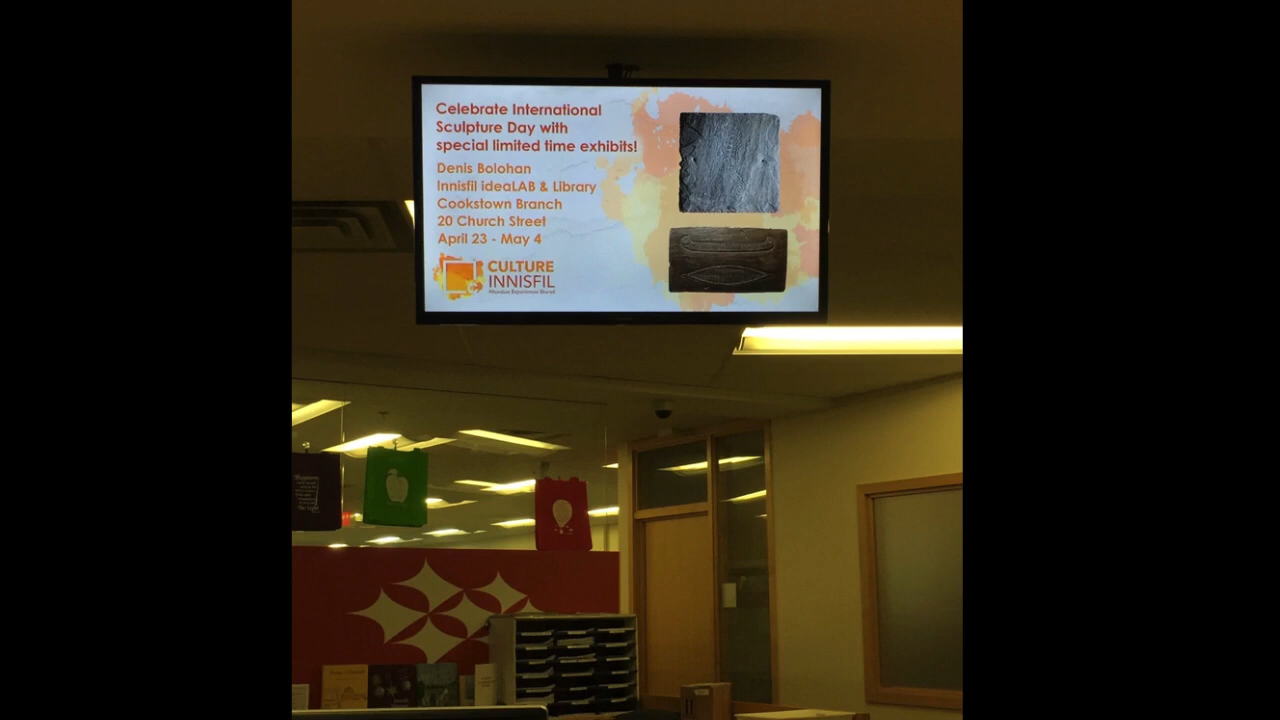 Celebrate International
Sculpture Day with
special limited time exhibits!
Denis Bolohan
Innisfil ideaLAB & Library
Cookstown Branch
20 Church Street
April 23 - May 4
CULTURE
INNISFIL